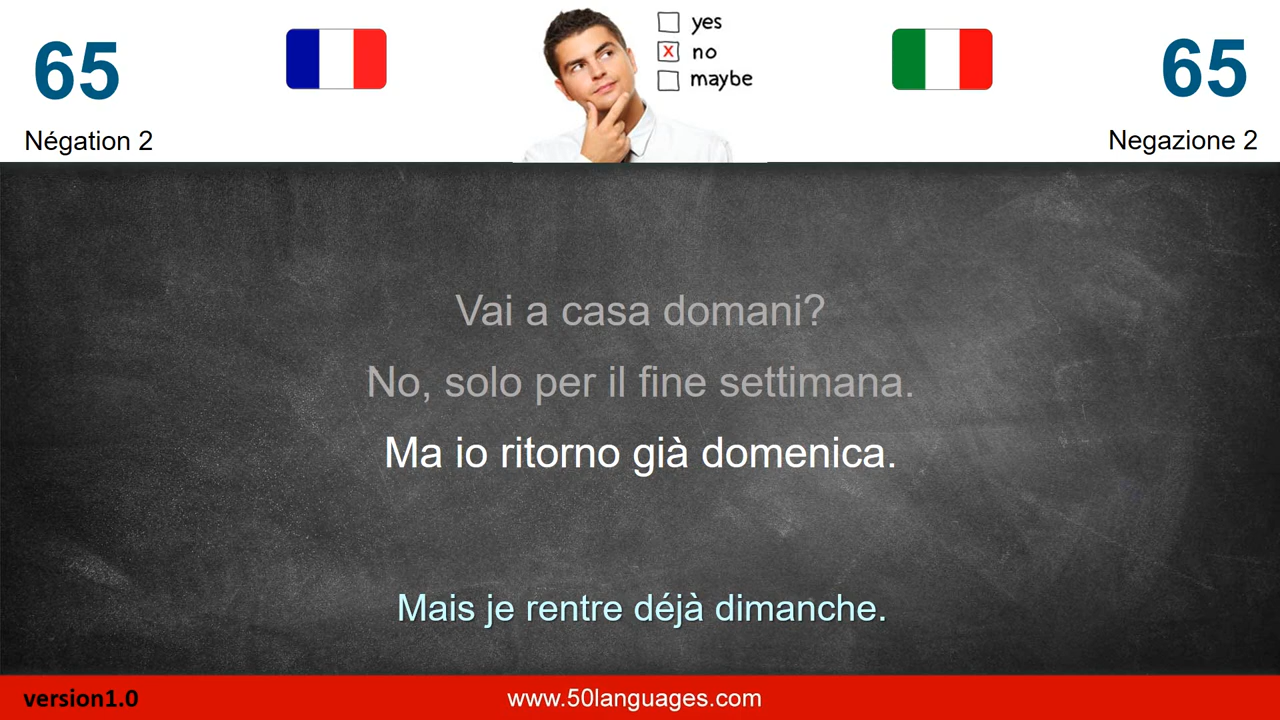 65
Négation 2
yes
x no
maybe
65
Negazione 2
Vai a casa domani?
No, solo per il fine settimana.
Ma io ritorno già domenica.
Mais je rentre déjà dimanche.
version1.0
www.50languages.com